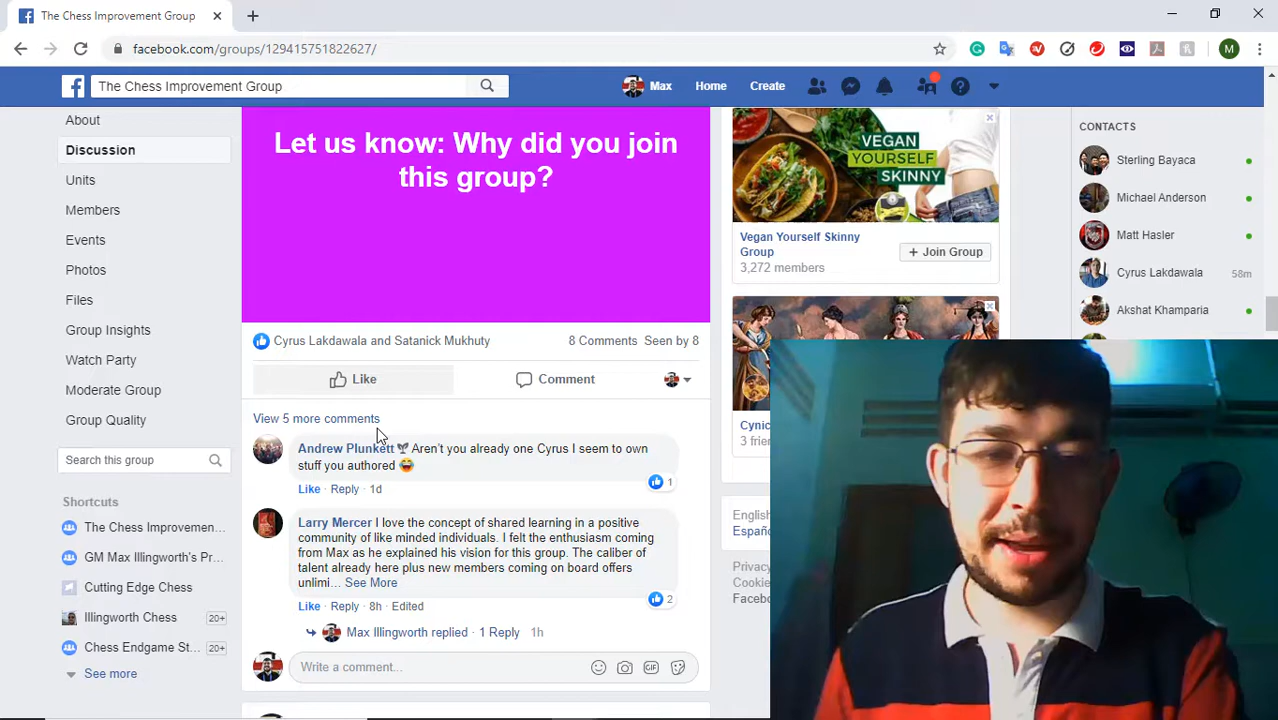 The Chess Improvement Group
facebook.com/groups/129415751822627/
M
The Chess Improvement Group
Max
Home
Create
About
Discussion
Units
Members
Events
Photos
Files
Group Insights
Watch Party
Moderate Group
Group Quality
Search this group
Shortcuts
The Chess Improvemen...
GM Max Illingworth's Pr...
Cutting Edge Chess
Illingworth Chess 20+
Chess Endgame St... 20+
See more
Let us know: Why did you join
this group?
Cyrus Lakdawala and Satanick Mukhuty
8 Comments Seen by 8
Like
Comment
View 5 more comments
Andrew Plunkett Aren't you already one Cyrus I seem to own
stuff you authored
1
Like · Reply · 1d
Larry Mercer I love the concept of shared learning in a positive
community of like minded individuals. I felt the enthusiasm coming
from Max as he explained his vision for this group. The caliber of
talent already here plus new members coming on board offers
unlimi... See More
2
Like · Reply · 8h · Edited
Max Illingworth replied · 1 Reply 1h
Write a comment...
GIF
VEGAN
YOURSELF
SKINNY
Vegan Yourself Skinny
Group
3,272 members
+ Join Group
Cynic
3 frien
English
Españo
Privacy
Cookie
Facebo
CONTACTS
Sterling Bayaca
Michael Anderson
Matt Hasler
Cyrus Lakdawala 58m
Akshat Khamparia